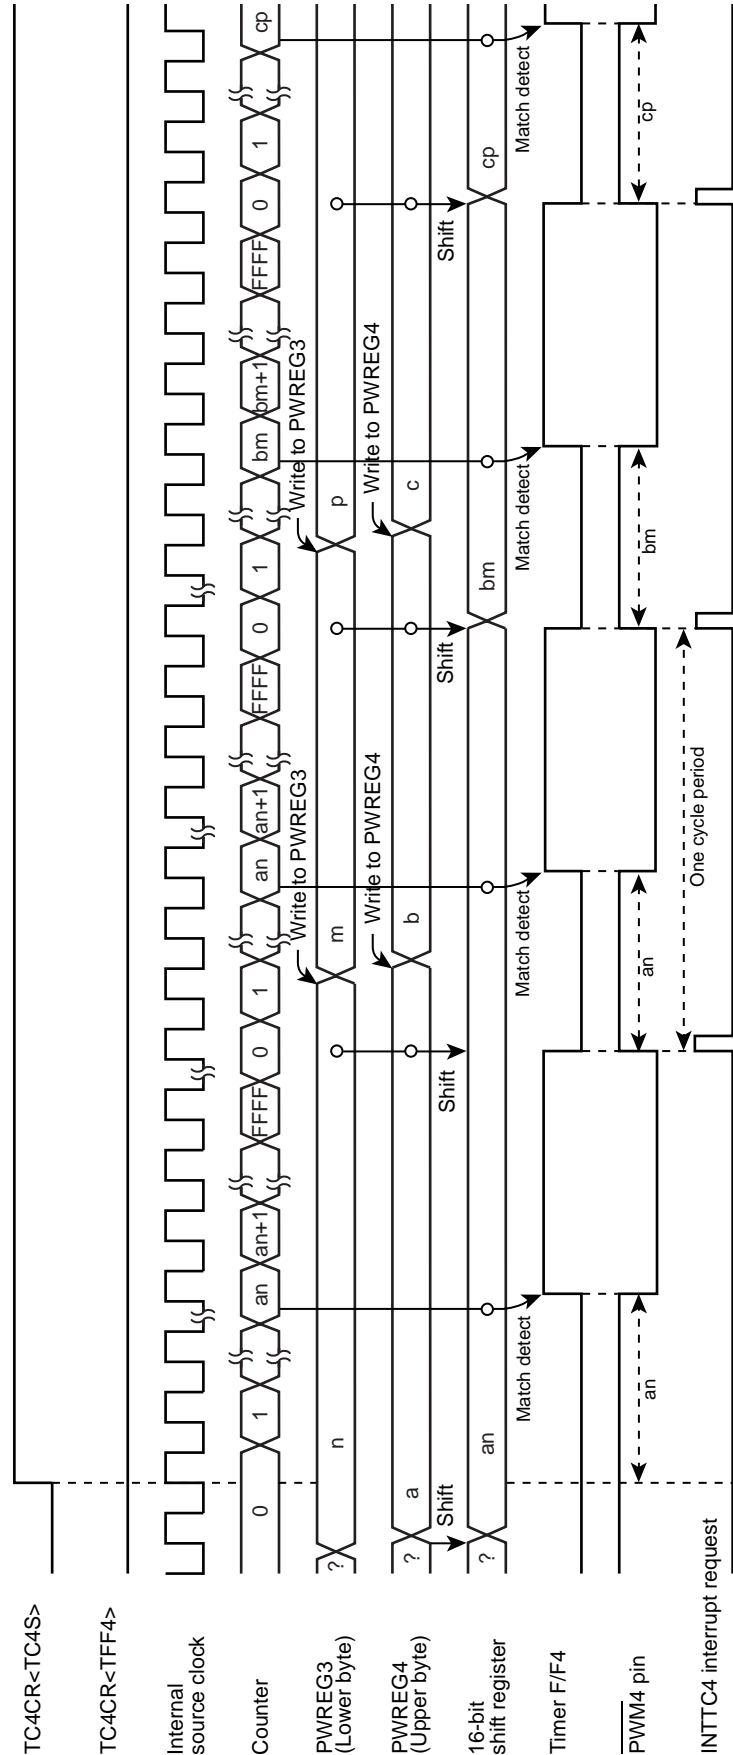 TC4CR<TC4S>
TC4CR<TFF4>
Internal
source clock
Counter
0
1
an
an+1
FFFF
0
1
an
an+1
FFFF
0
1
bm
bm+1
FFFF
0
1
cp
Write to PWREG3
Write to PWREG3
PWREG3
(Lower byte)
?
n
m
p
Write to PWREG4
Write to PWREG4
PWREG4
(Upper byte)
?
a
b
c
Shift
Shift
Shift
Shift
16-bit
shift register
?
an
bm
cp
Match detect
Match detect
Match detect
Match detect
Timer F/F4
PWM4 pin
an
an
bm
cp
One cycle period
INTTC4 interrupt request